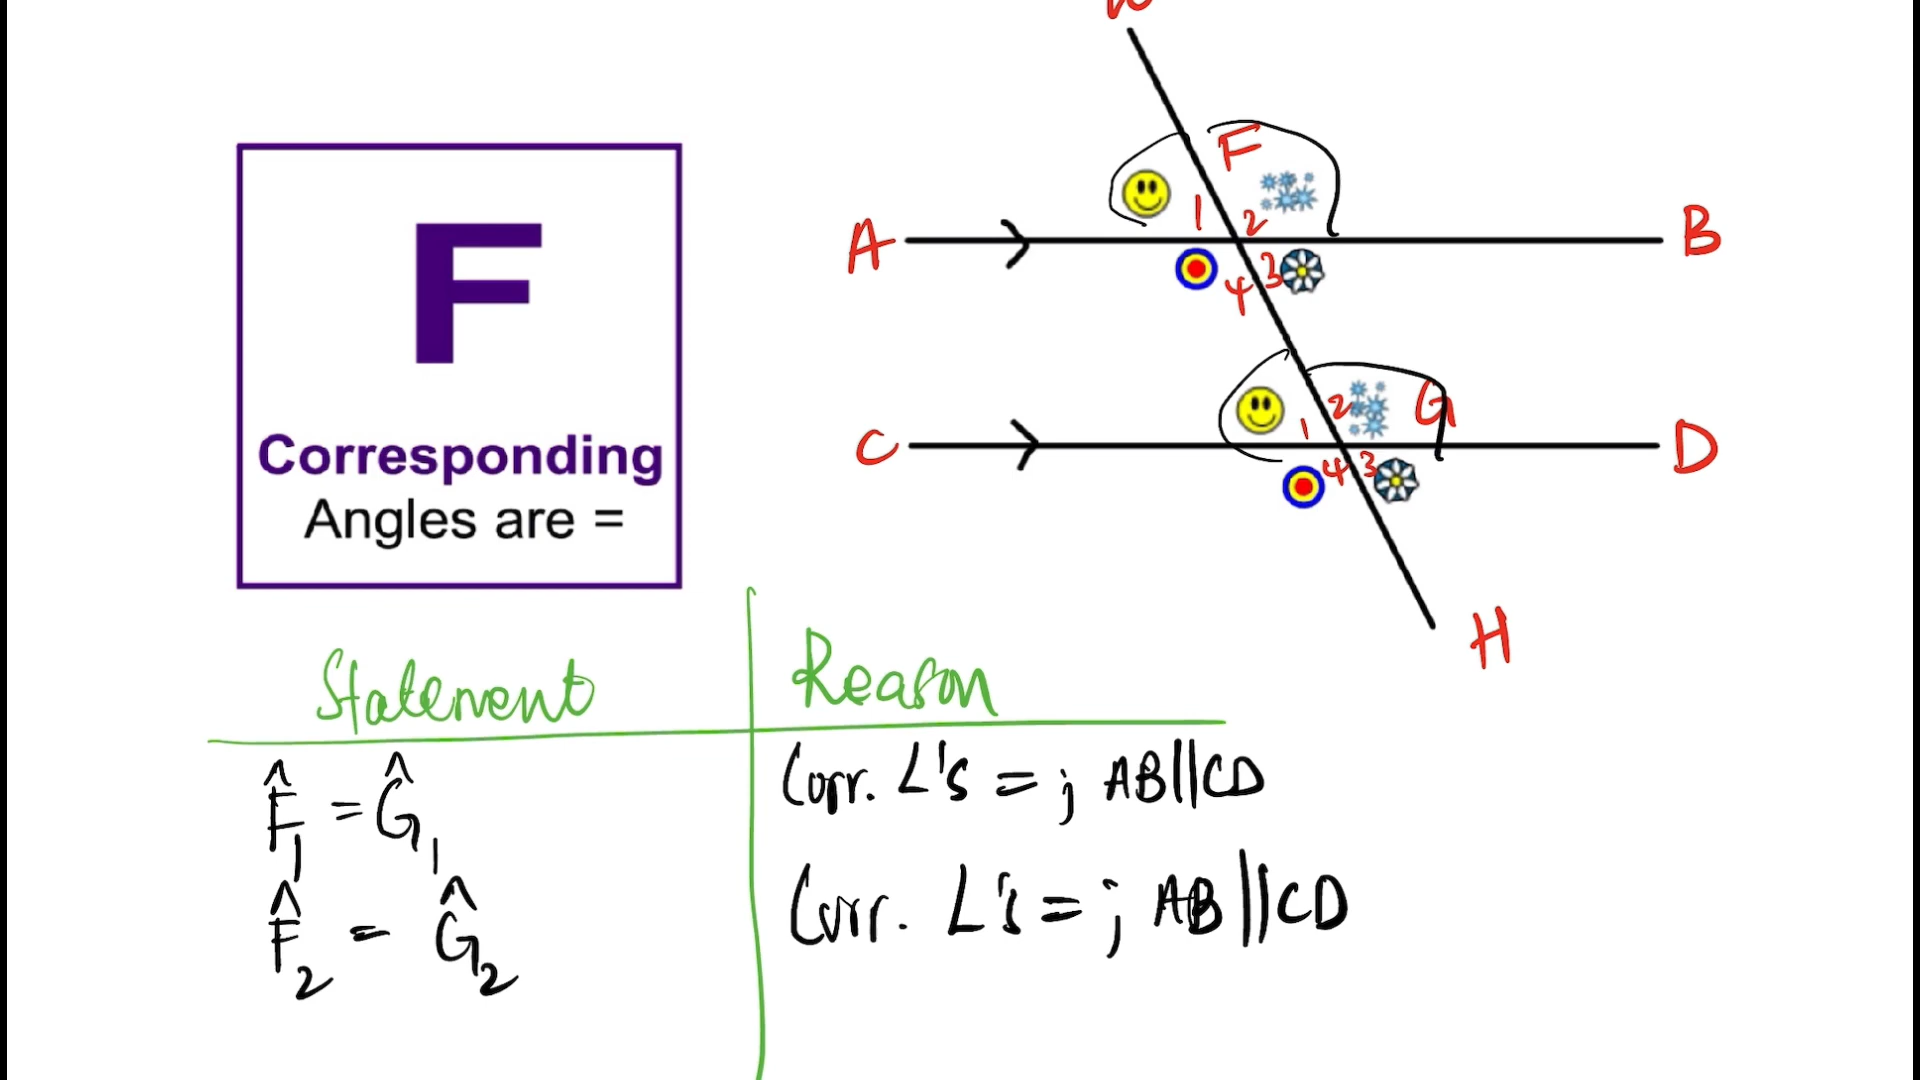 F
Corresponding
Angles are =
F
1
2
A
B
4
3
2
G
1
C
D
4
3
H
Statement
Reason
F̂1 = Ĝ1
Corr. L's = ; AB||CD
F̂2 = Ĝ2
Corr. L's = ; AB||CD